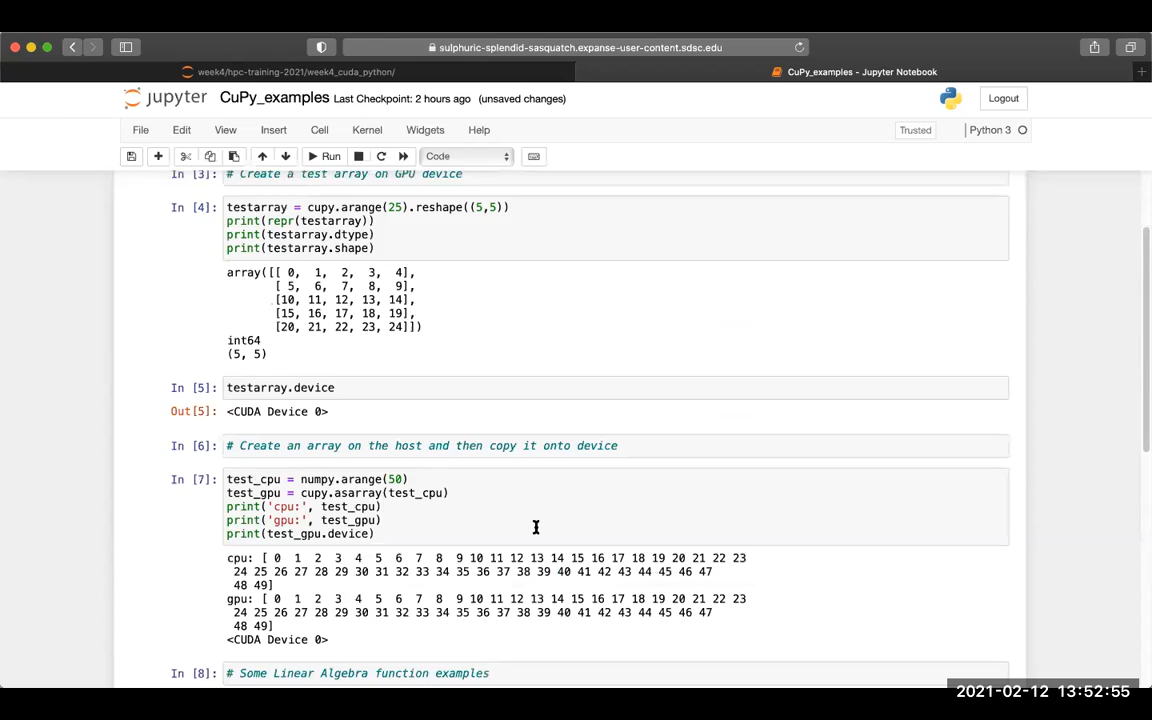 sulphuric-splendid-sasquatch.expanse-user-content.sdsc.edu
week4/hpc-training-2021/week4_cuda_python/
CuPy_examples - Jupyter Notebook
jupyter CuPy_examples Last Checkpoint: 2 hours ago (unsaved changes)
Logout
File Edit View Insert Cell Kernel Widgets Help
Trusted
Python 3
Run
Code
In [3]: # Create a test array on GPU device
In [4]: testarray = cupy.arange(25).reshape((5,5))
print(repr(testarray))
print(testarray.dtype)
print(testarray.shape)
array([[ 0, 1, 2, 3, 4],
[ 5, 6, 7, 8, 9],
[10, 11, 12, 13, 14],
[15, 16, 17, 18, 19],
[20, 21, 22, 23, 24]])
int64
(5, 5)
In [5]: testarray.device
Out[5]: <CUDA Device 0>
In [6]: # Create an array on the host and then copy it onto device
In [7]: test_cpu = numpy.arange(50)
test_gpu = cupy.asarray(test_cpu)
print('cpu:', test_cpu)
print('gpu:', test_gpu)
print(test_gpu.device)
cpu: [ 0 1 2 3 4 5 6 7 8 9 10 11 12 13 14 15 16 17 18 19 20 21 22 23
24 25 26 27 28 29 30 31 32 33 34 35 36 37 38 39 40 41 42 43 44 45 46 47
48 49]
gpu: [ 0 1 2 3 4 5 6 7 8 9 10 11 12 13 14 15 16 17 18 19 20 21 22 23
24 25 26 27 28 29 30 31 32 33 34 35 36 37 38 39 40 41 42 43 44 45 46 47
48 49]
<CUDA Device 0>
In [8]: # Some Linear Algebra function examples
2021-02-12 13:52:55